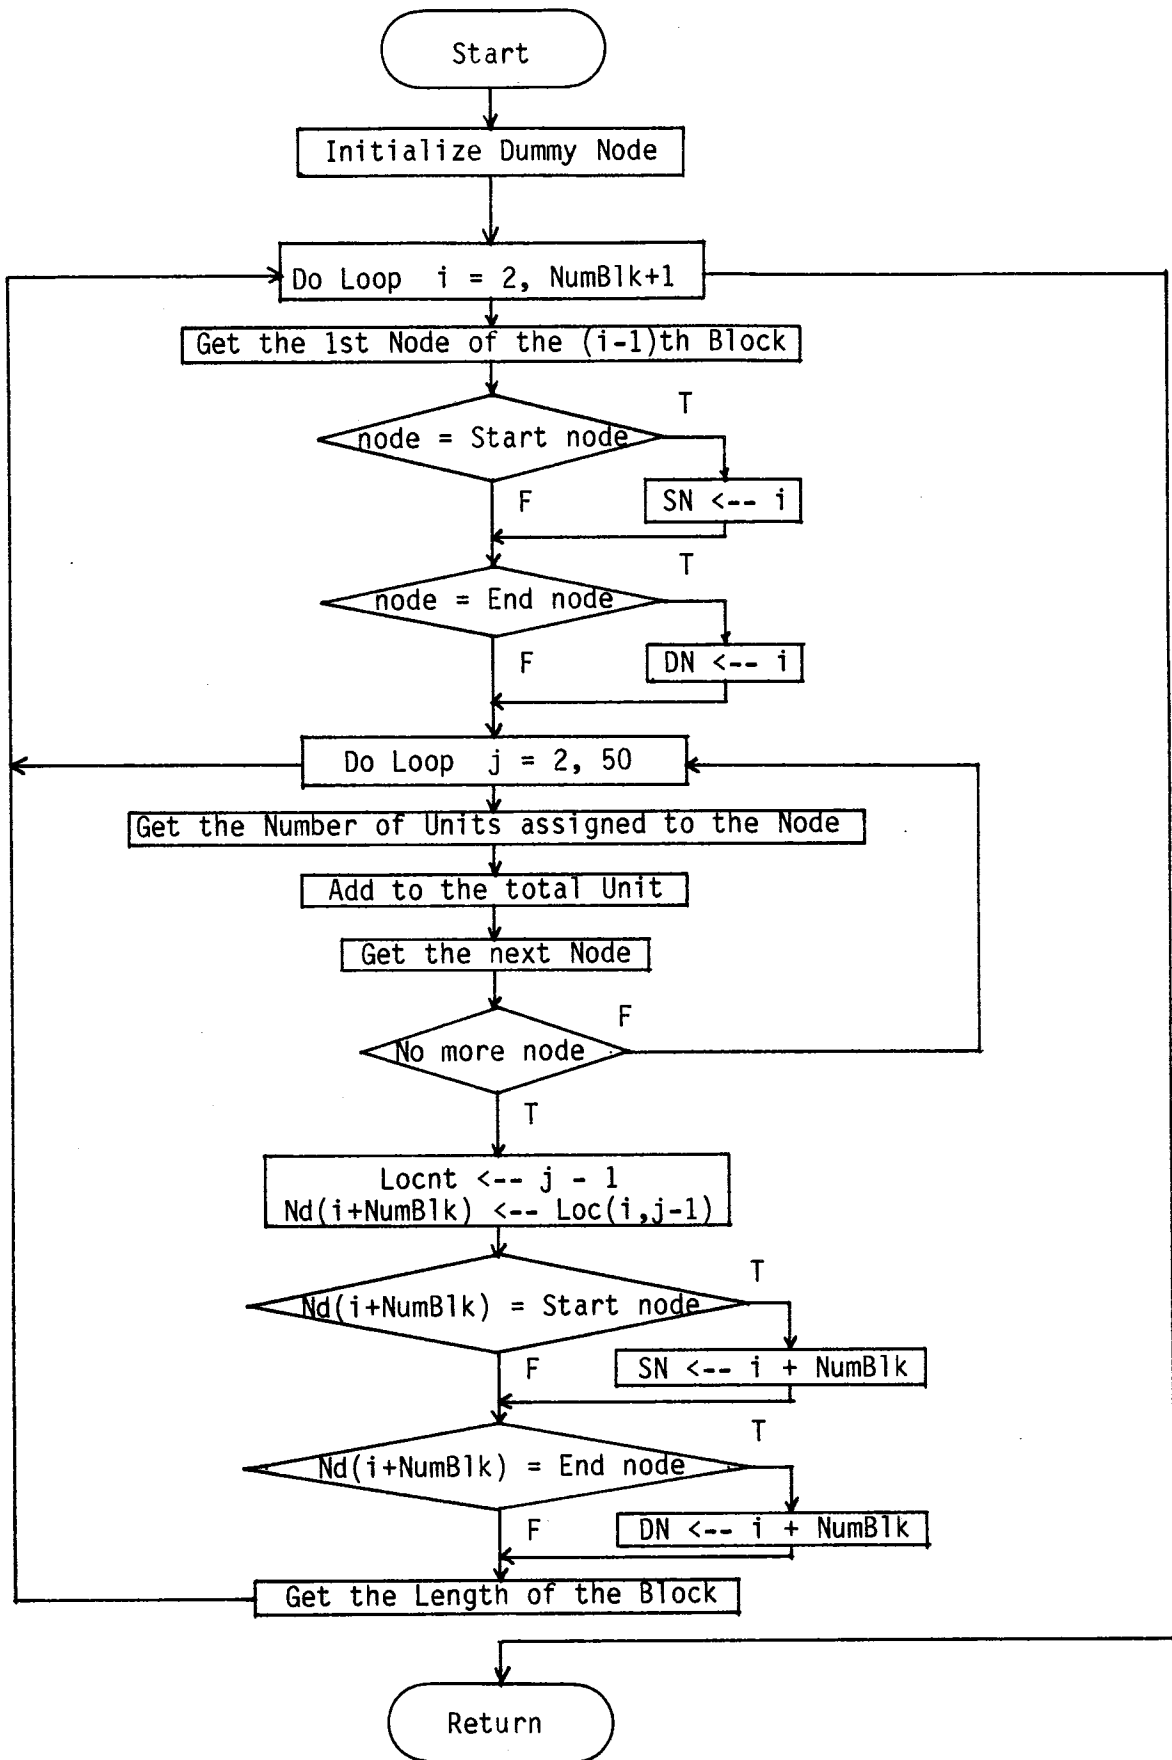 Start
Initialize Dummy Node
Do Loop i = 2, NumBlk+1
Get the 1st Node of the (i-1)th Block
T
node = Start node
F
SN <-- i
T
node = End node
F
DN <-- i
Do Loop j = 2, 50
Get the Number of Units assigned to the Node
Add to the total Unit
Get the next Node
F
No more node
T
Locnt <-- j - 1
Nd(i+NumBlk) <-- Loc(i,j-1)
T
Nd(i+NumBlk) = Start node
F
SN <-- i + NumBlk
T
Nd(i+NumBlk) = End node
F
DN <-- i + NumBlk
Get the Length of the Block
Return